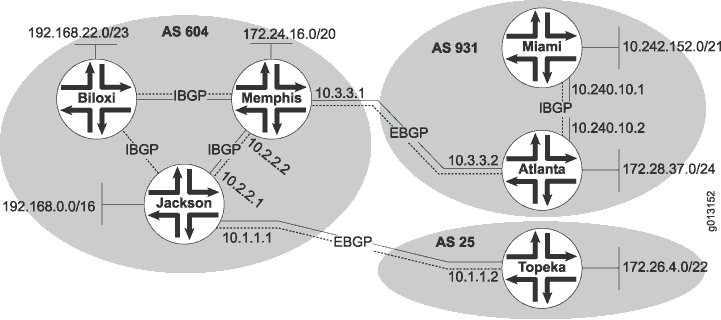 192.168.22.0/23
AS 604
172.24.16.0/20
AS 931
Miami
10.242.152.0/21
Biloxi
IBGP
Memphis
10.3.3.1
10.240.10.1
IBGP
10.240.10.2
EBGP
IBGP
IBGP
10.2.2.2
10.3.3.2
Atlanta
172.28.37.0/24
10.2.2.1
192.168.0.0/16
Jackson
10.1.1.1
EBGP
AS 25
10.1.1.2
Topeka
172.26.4.0/22
g013152